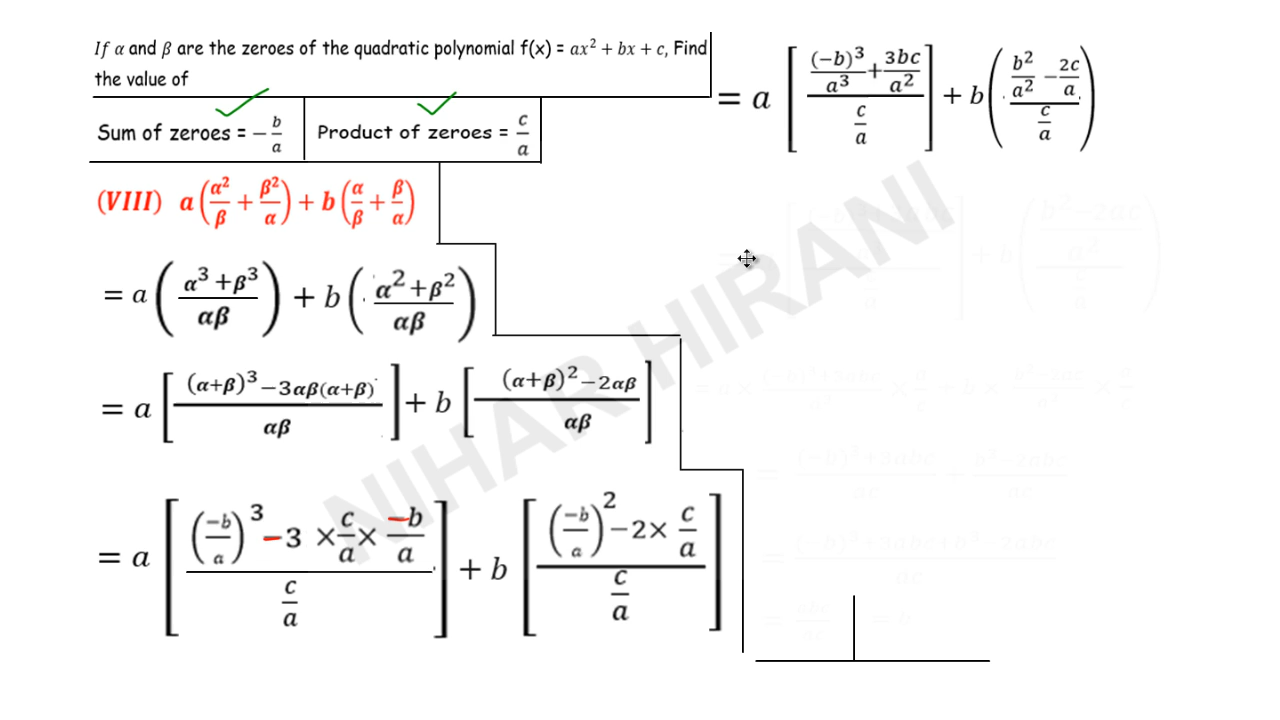 If α and β are the zeroes of the quadratic polynomial f(x) = ax² + bx + c, Find
the value of
Sum of zeroes = −b/a
Product of zeroes = c/a
(VIII) a(α²/β + β²/α) + b(α/β + β/α)
= a((α³+β³)/αβ) + b((α²+β²)/αβ)
= a[((α+β)³−3αβ(α+β))/αβ] + b[((α+β)²−2αβ)/αβ]
= a[((−b/a)³−3×c/a×−b/a)/(c/a)] + b[((−b/a)²−2×c/a)/(c/a)]
= a[((−b)³/a³+3bc/a²)/(c/a)] + b((b²/a²−2c/a)/(c/a))
NIHAR HIRANI